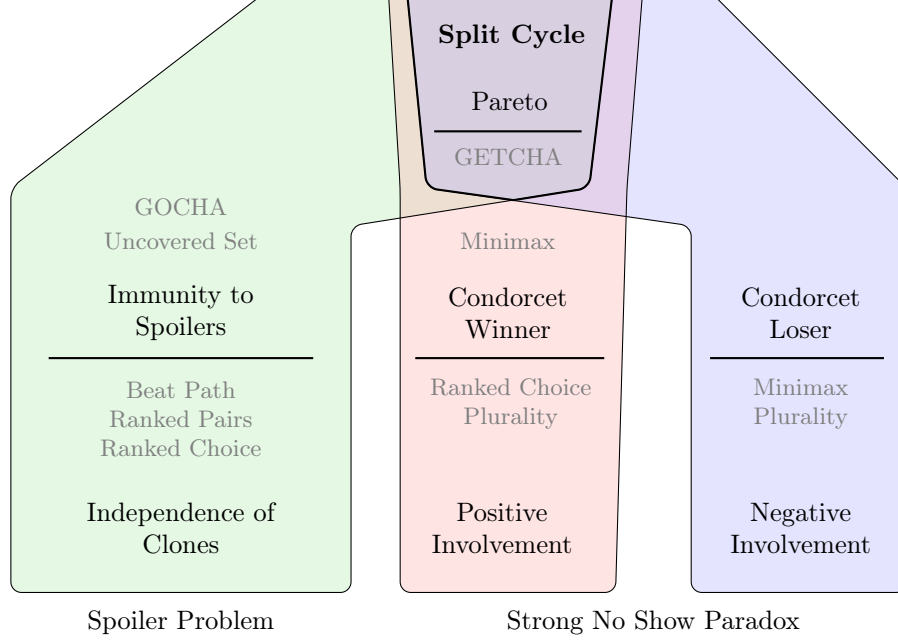 Split Cycle
Pareto
GETCHA
GOCHA
Uncovered Set
Minimax
Immunity to
Spoilers
Condorcet
Winner
Condorcet
Loser
Beat Path
Ranked Pairs
Ranked Choice
Ranked Choice
Plurality
Minimax
Plurality
Independence of
Clones
Positive
Involvement
Negative
Involvement
Spoiler Problem
Strong No Show Paradox